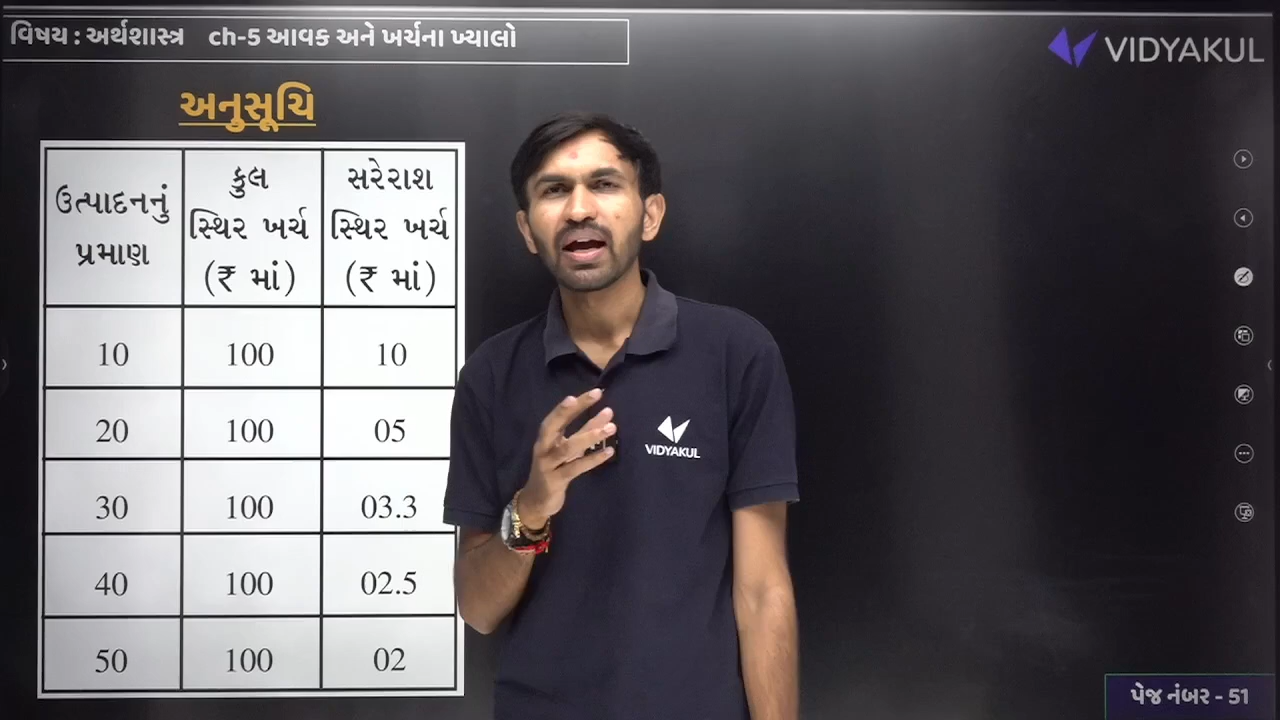 વિષય : અર્થશાસ્ત્ર ch-5 આવક અને ખર્ચના ખ્યાલો
VIDYAKUL
અનુસૂચિ
ઉત્પાદનનું પ્રમાણ કુલ સ્થિર ખર્ચ (₹ માં) સરેરાશ સ્થિર ખર્ચ (₹ માં)
10 100 10
20 100 05
30 100 03.3
40 100 02.5
50 100 02
VIDYAKUL
પેજ નંબર - 51